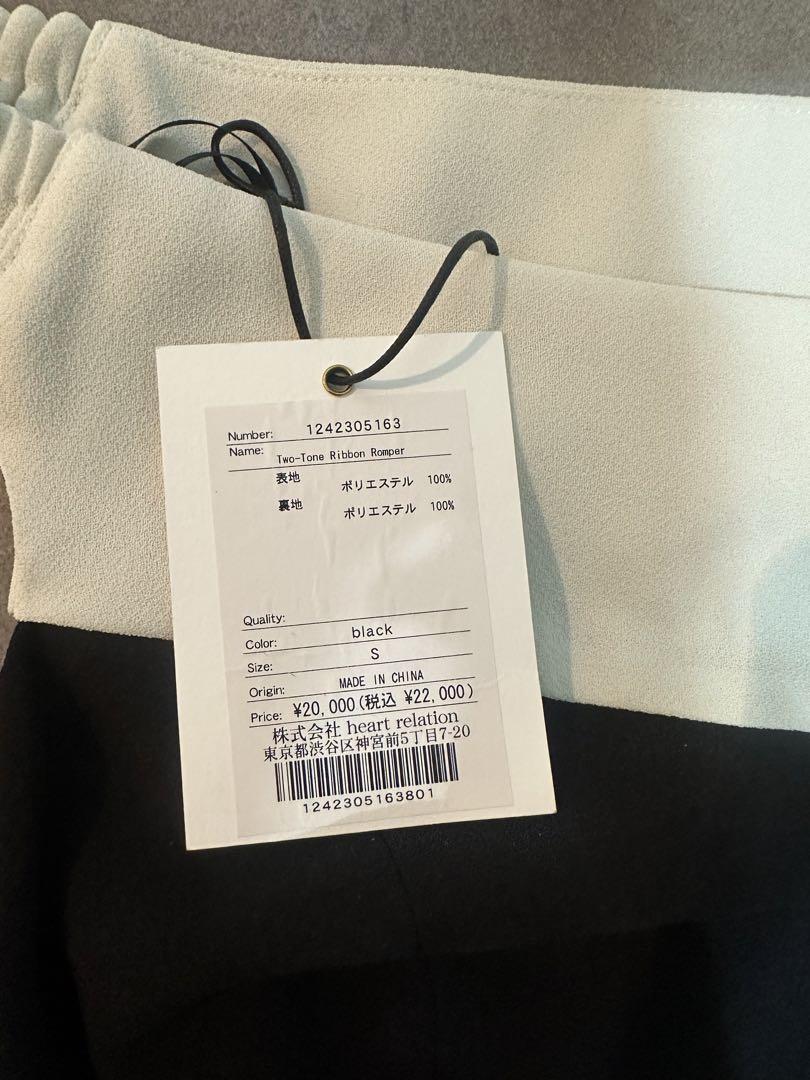 Number: 1242305163
Name: Two-Tone Ribbon Romper
表地 ポリエステル 100%
裏地 ポリエステル 100%
Quality:
Color: black
Size: S
Origin: MADE IN CHINA
Price: ¥20,000(税込 ¥22,000)
株式会社 heart relation
東京都渋谷区神宮前5丁目7-20
1242305163801